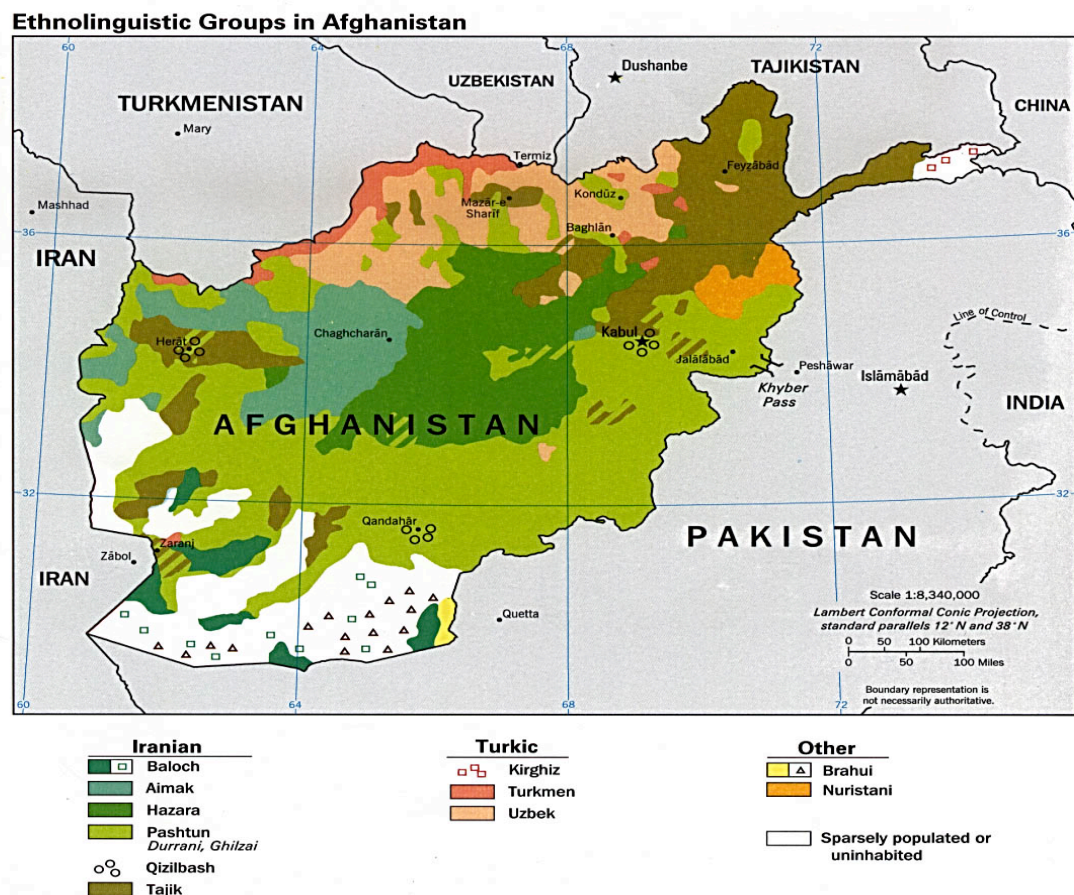 Ethnolinguistic Groups in Afghanistan
60
64
68
72
Dushanbe
UZBEKISTAN
TAJIKISTAN
TURKMENISTAN
CHINA
Mary
Termiz
Feyẕābād
Mashhad
Mazār-e
Sharīf
Kondūz
Baghlān
36
36
IRAN
Herāt
Chaghcharān
Kabul
Jalālābād
Line of Control
Peshāwar
Islāmābād
Khyber
Pass
INDIA
AFGHANISTAN
32
32
Qandahār
PAKISTAN
Zaranj
Zābol
IRAN
Quetta
Scale 1:8,340,000
Lambert Conformal Conic Projection,
standard parallels 12°N and 38°N
0 50 100 Kilometers
0 50 100 Miles
Boundary representation is
not necessarily authoritative.
60
64
68
72
Iranian
Baloch
Aimak
Hazara
Pashtun
Durrani, Ghilzai
Qizilbash
Tajik
Turkic
Kirghiz
Turkmen
Uzbek
Other
Brahui
Nuristani
Sparsely populated or
uninhabited